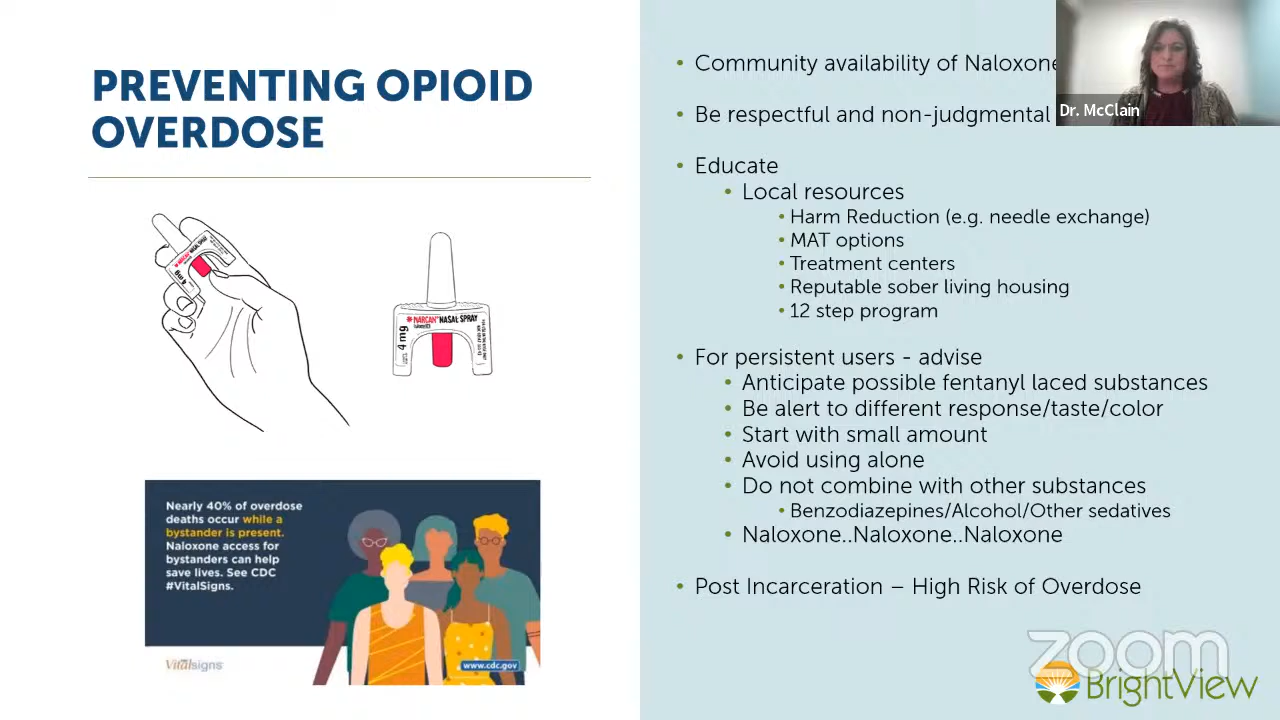 PREVENTING OPIOID
OVERDOSE
NARCAN NASAL SPRAY
4 mg
Nearly 40% of overdose
deaths occur while a
bystander is present.
Naloxone access for
bystanders can help
save lives. See CDC
#VitalSigns.
Vitalsigns
www.cdc.gov
• Community availability of Naloxone
• Be respectful and non-judgmental
• Educate
• Local resources
• Harm Reduction (e.g. needle exchange)
• MAT options
• Treatment centers
• Reputable sober living housing
• 12 step program
• For persistent users - advise
• Anticipate possible fentanyl laced substances
• Be alert to different response/taste/color
• Start with small amount
• Avoid using alone
• Do not combine with other substances
• Benzodiazepines/Alcohol/Other sedatives
• Naloxone..Naloxone..Naloxone
• Post Incarceration – High Risk of Overdose
Dr. McClain
zoom
BrightView